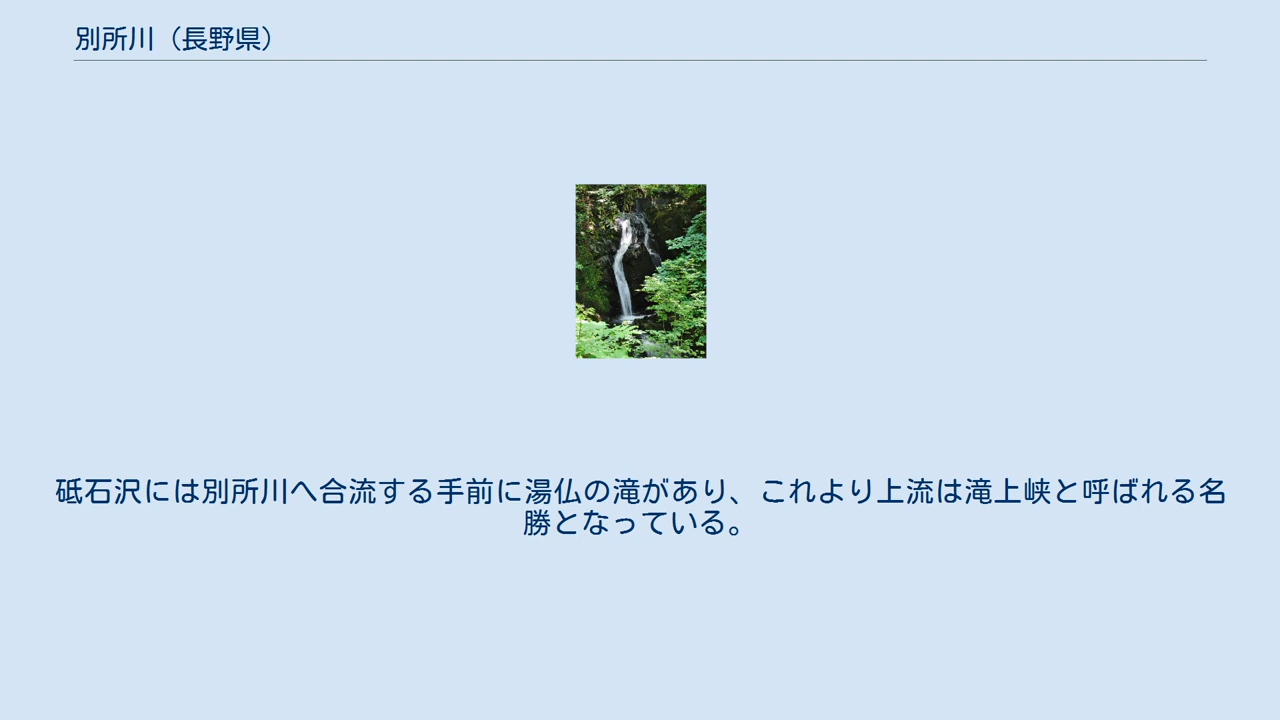 別所川（長野県）
砥石沢には別所川へ合流する手前に湯仏の滝があり、これより上流は滝上峡と呼ばれる名
勝となっている。